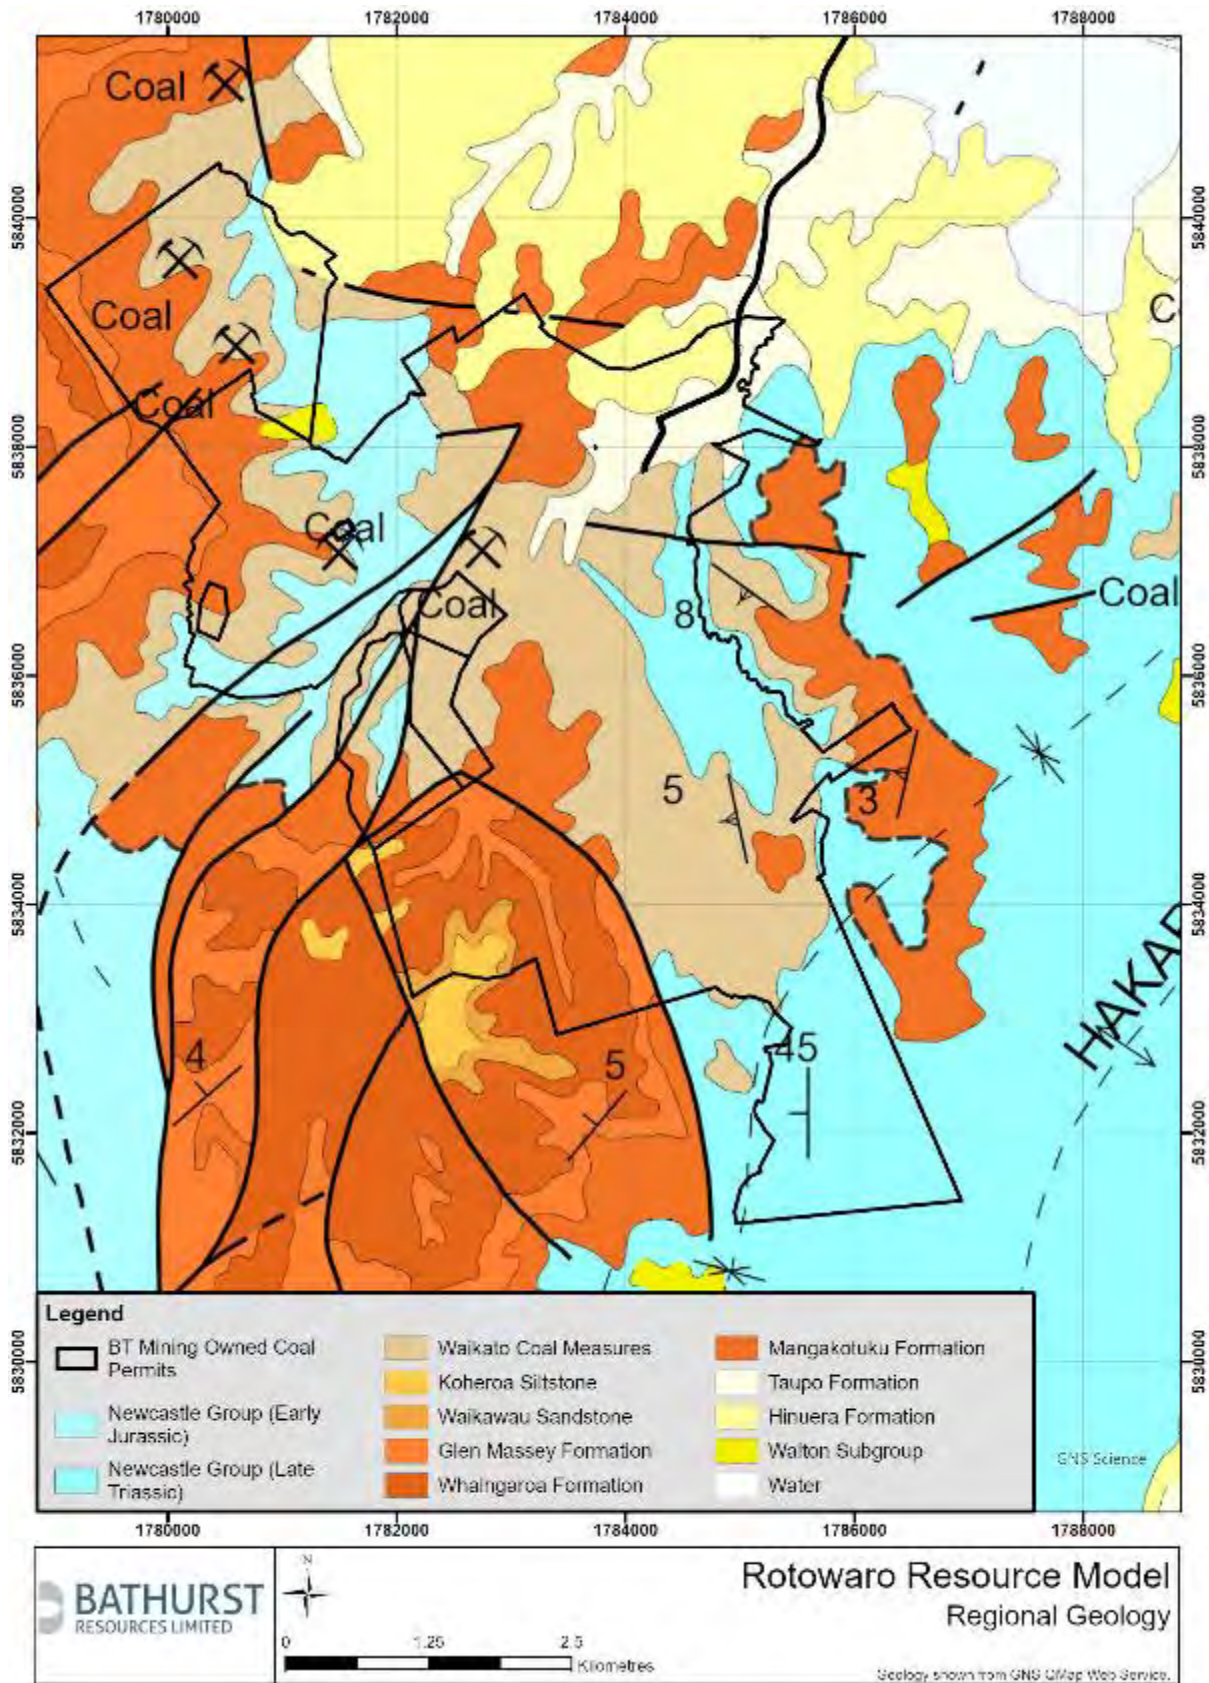 1780000 1782000 1784000 1786000 1788000
Coal
5840000 5840000
Coal
C
Coal
5838000 5838000
Coal
Coal
Coal
8
5836000 5836000
5
3
5834000 5834000
HAKAR
45
4
5
5832000 5832000
Legend
BT Mining Owned Coal
Permits
Newcastle Group (Early
Jurassic)
Newcastle Group (Late
Triassic)
Waikato Coal Measures
Koheroa Siltstone
Waikawau Sandstone
Glen Massey Formation
Whaingaroa Formation
Mangakotuku Formation
Taupo Formation
Hinuera Formation
Walton Subgroup
Water
5830000 5830000
GNS Science
1780000 1782000 1784000 1786000 1788000
BATHURST
RESOURCES LIMITED
N
0 1.25 2.5
Kilometres
Rotowaro Resource Model
Regional Geology
Geology shown from GNS QMap Web Service.